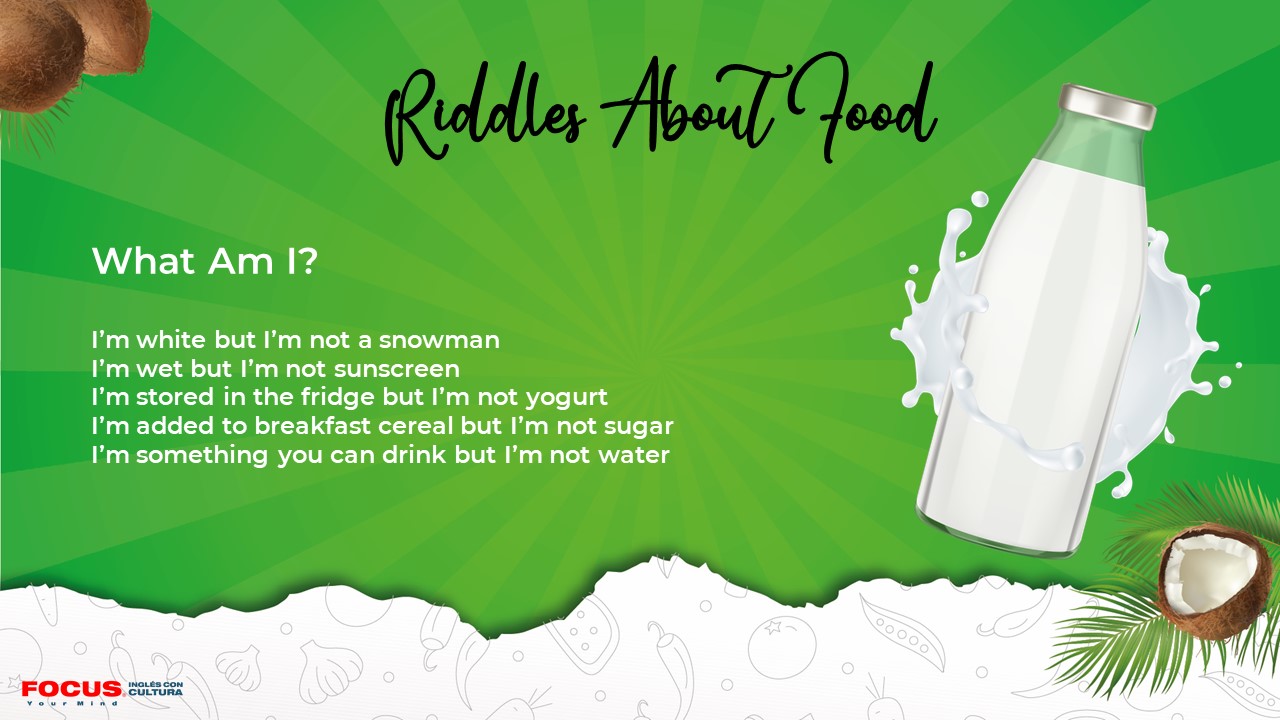 Riddles About Food
What Am I?
I’m white but I’m not a snowman
I’m wet but I’m not sunscreen
I’m stored in the fridge but I’m not yogurt
I’m added to breakfast cereal but I’m not sugar
I’m something you can drink but I’m not water
FOCUS® INGLÉS CON
CULTURA
Your Mind